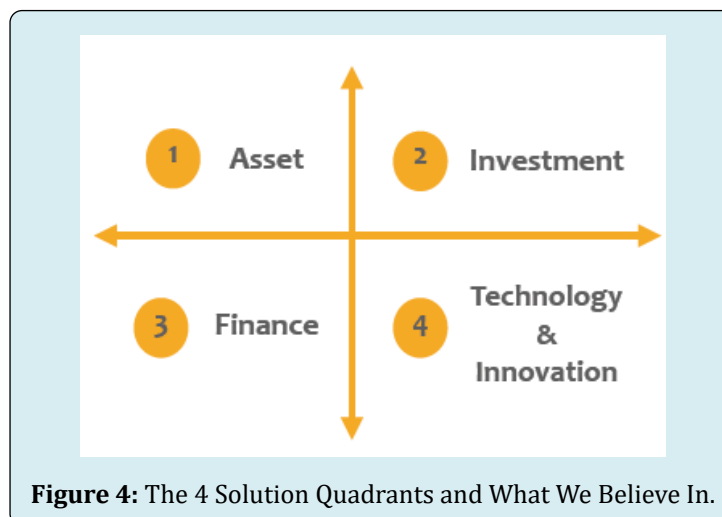 1 Asset
2 Investment
3 Finance
4 Technology
&
Innovation
Figure 4: The 4 Solution Quadrants and What We Believe In.